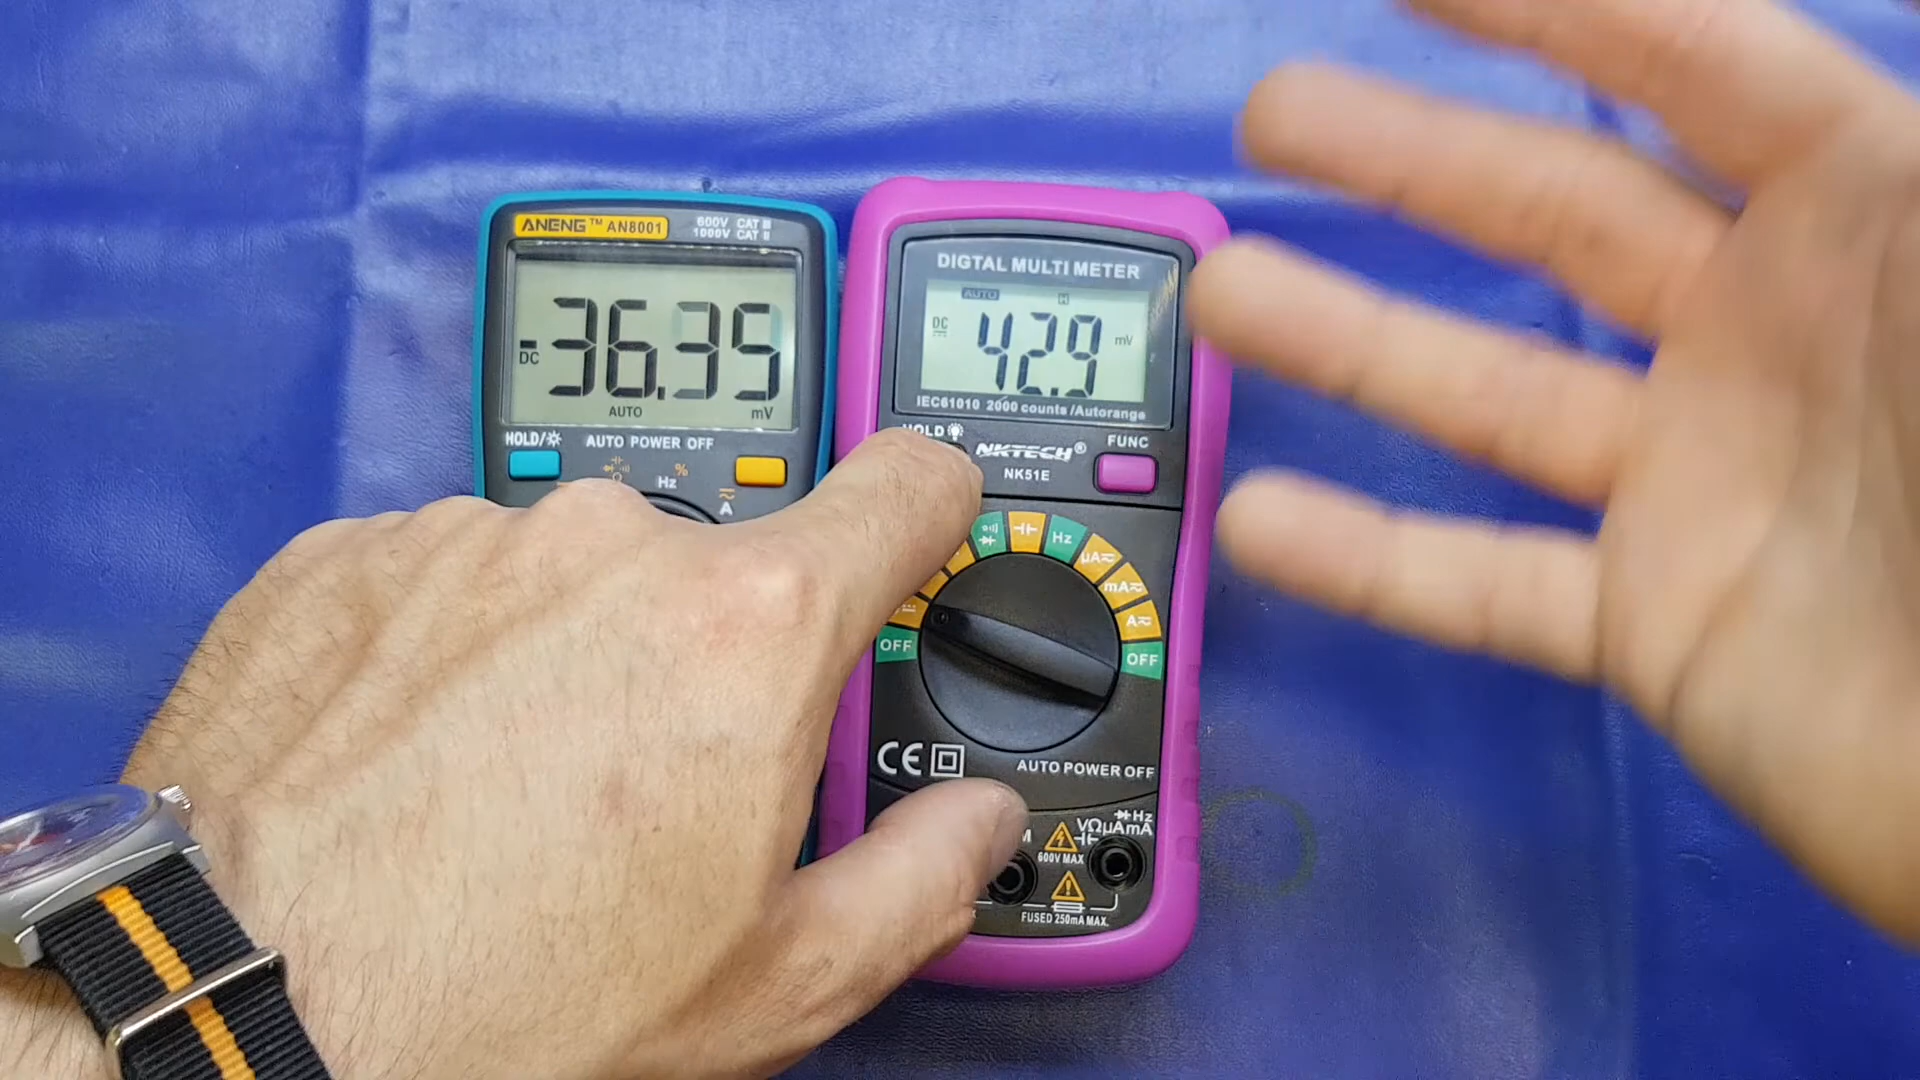 ANENG™ AN8001
600V CAT III
1000V CAT II
-36.35
DC
AUTO
mV
HOLD/
AUTO POWER OFF
%
Hz
A
DIGTAL MULTI METER
AUTO
H
DC
42.9
mV
IEC61010 2000 counts /Autorange
HOLD
NKTECH®
FUNC
NK51E
Hz
µA
mA
A
OFF
OFF
CE
AUTO POWER OFF
Hz
VΩµAmA
600V MAX
FUSED 250mA MAX.